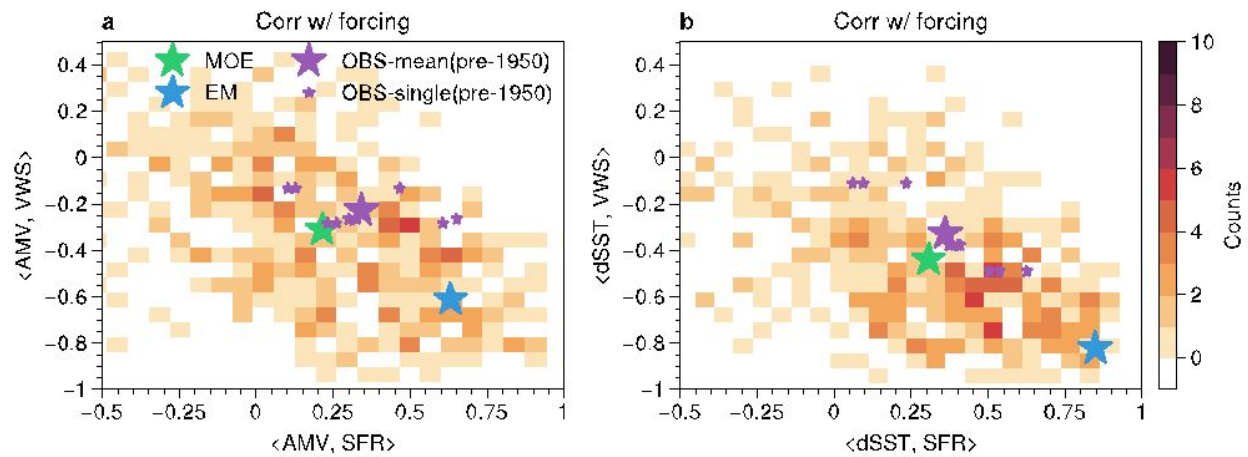 a
Corr w/ forcing
MOE
OBS-mean(pre-1950)
EM
OBS-single(pre-1950)
0.4
0.2
0
−0.2
−0.4
−0.6
−0.8
−1
<AMV, VWS>
−0.5
−0.25
0
0.25
0.5
0.75
1
<AMV, SFR>
b
Corr w/ forcing
0.4
0.2
0
−0.2
−0.4
−0.6
−0.8
−1
<dSST, VWS>
−0.5
−0.25
0
0.25
0.5
0.75
1
<dSST, SFR>
10
8
6
4
2
0
Counts